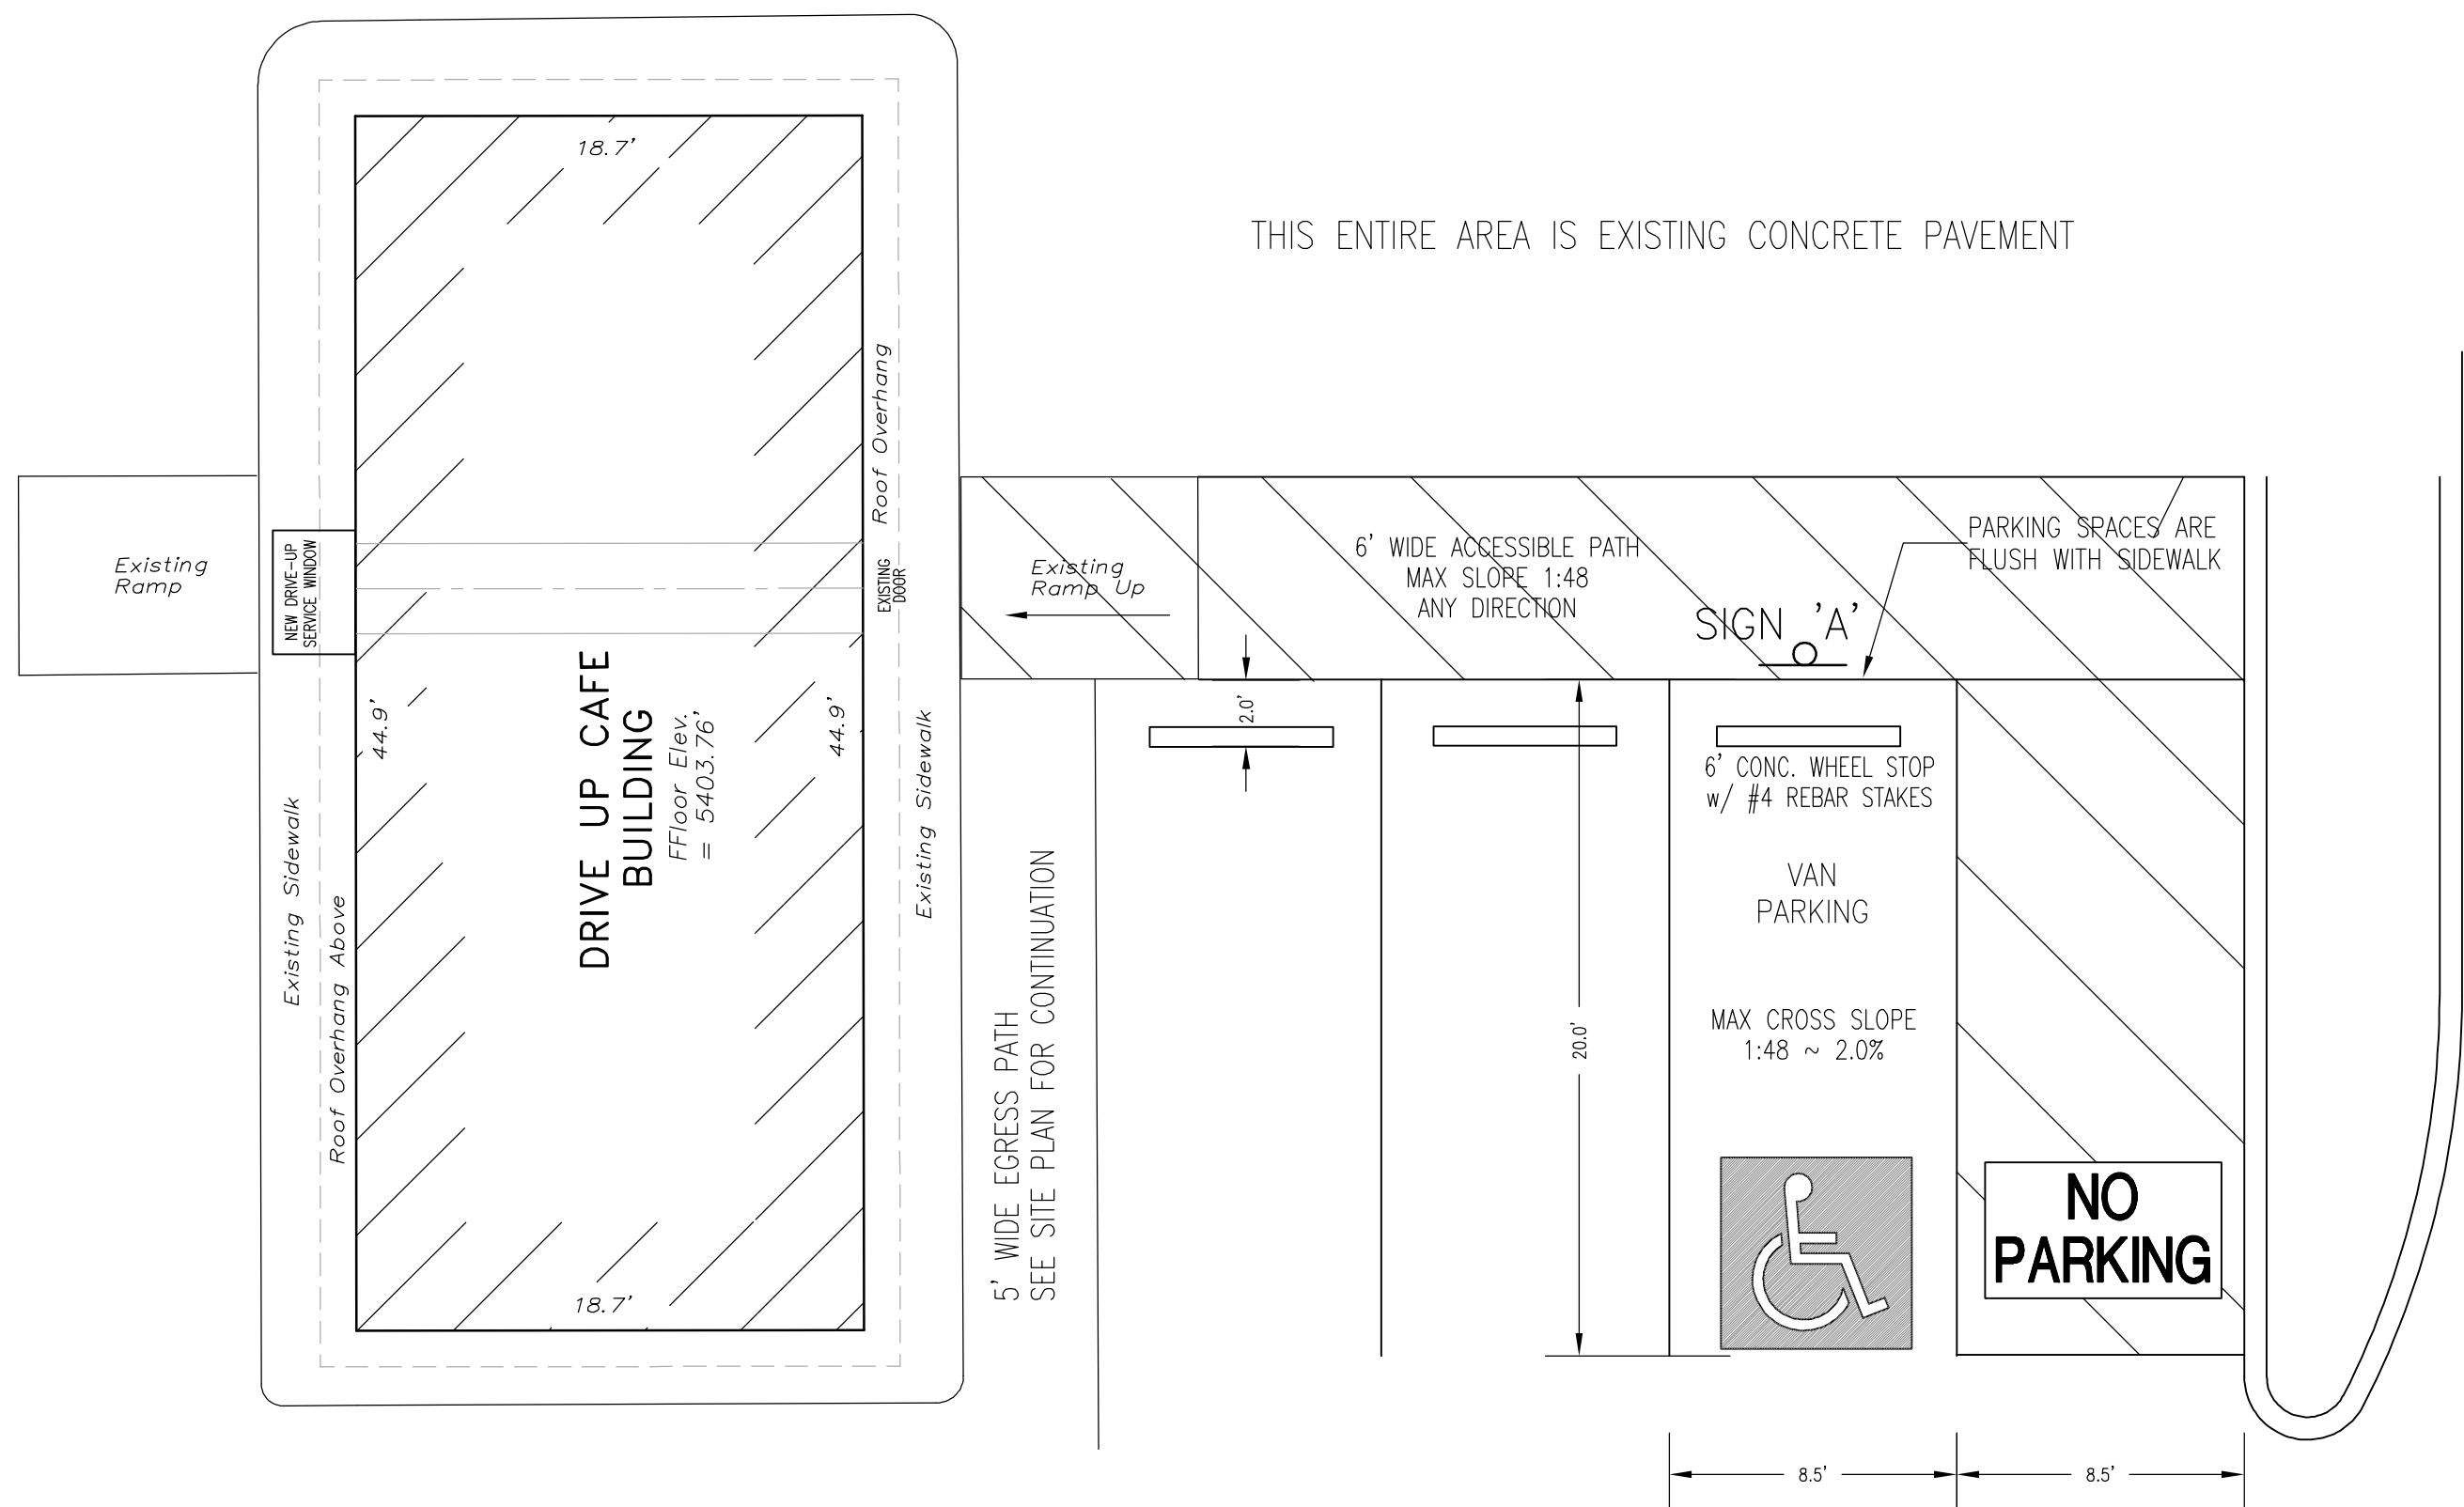 18.7'
THIS ENTIRE AREA IS EXISTING CONCRETE PAVEMENT
Roof Overhang
Existing
Ramp
NEW DRIVE-UP
SERVICE WINDOW
EXISTING
DOOR
Existing
Ramp Up
6' WIDE ACCESSIBLE PATH
MAX SLOPE 1:48
ANY DIRECTION
PARKING SPACES ARE
FLUSH WITH SIDEWALK
SIGN 'A'
44.9'
DRIVE UP CAFE
BUILDING
FFloor Elev.
= 5403.76'
44.9'
2.0'
6' CONC. WHEEL STOP
w/ #4 REBAR STAKES
Existing Sidewalk
Roof Overhang Above
Existing Sidewalk
VAN
PARKING
5' WIDE EGRESS PATH
SEE SITE PLAN FOR CONTINUATION
20.0'
MAX CROSS SLOPE
1:48 ~ 2.0%
NO
PARKING
18.7'
8.5'
8.5'